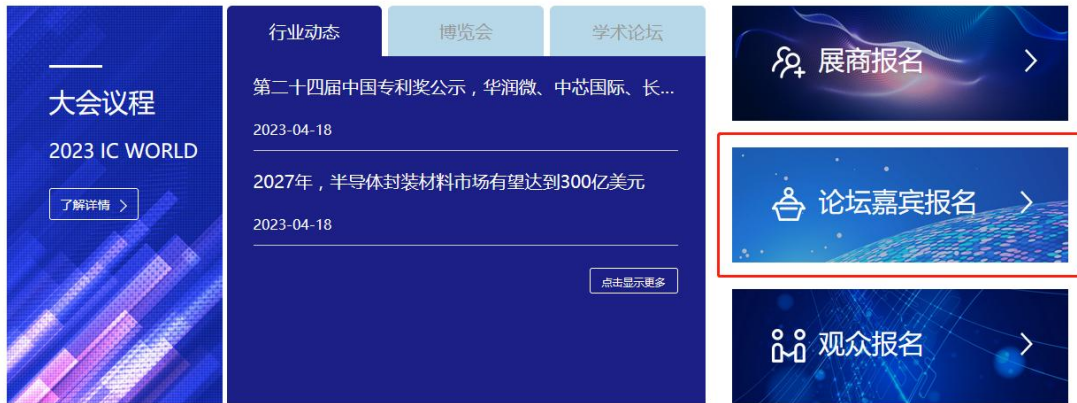 大会议程
2023 IC WORLD
了解详情 >
行业动态
博览会
学术论坛
第二十四届中国专利奖公示，华润微、中芯国际、长...
2023-04-18
2027年，半导体封装材料市场有望达到300亿美元
2023-04-18
点击显示更多
展商报名
论坛嘉宾报名
观众报名